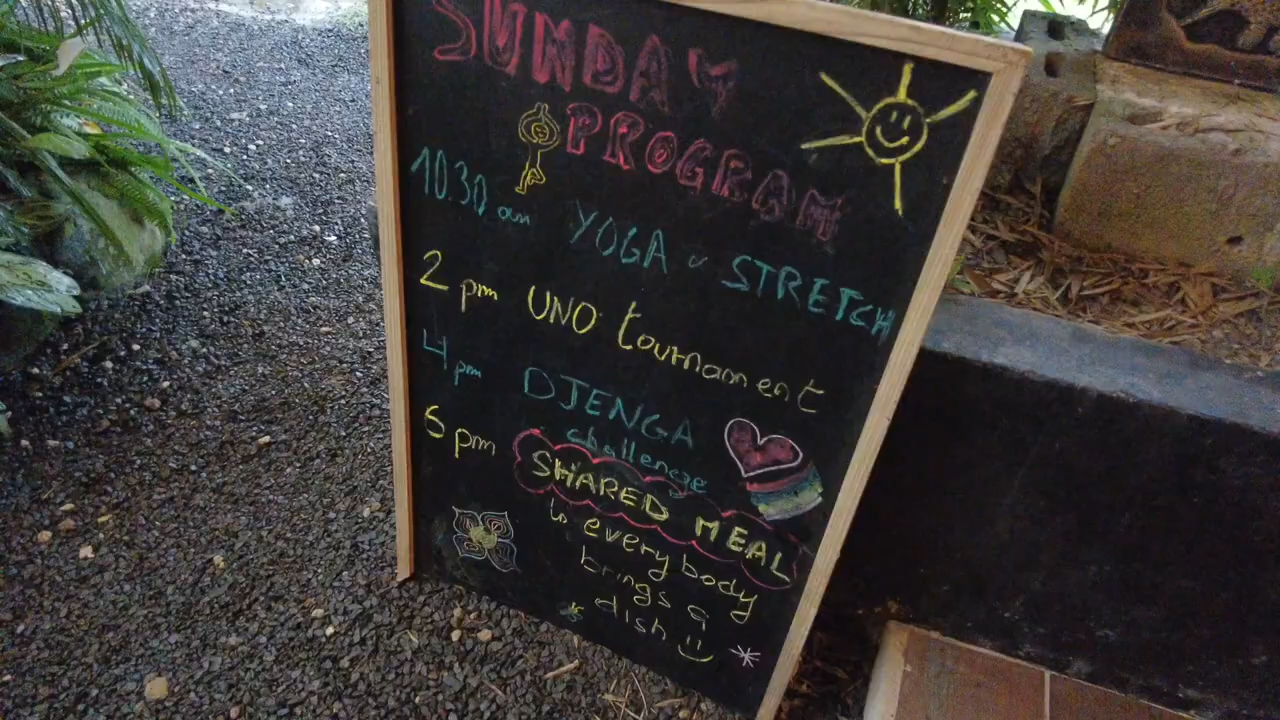 SUNDAY
PROGRAM
10.30 am YOGA & STRETCH
2 pm UNO tournament
4 pm DJENGA
challenge
6 pm SHARED MEAL
↳ everybody
brings a
dish